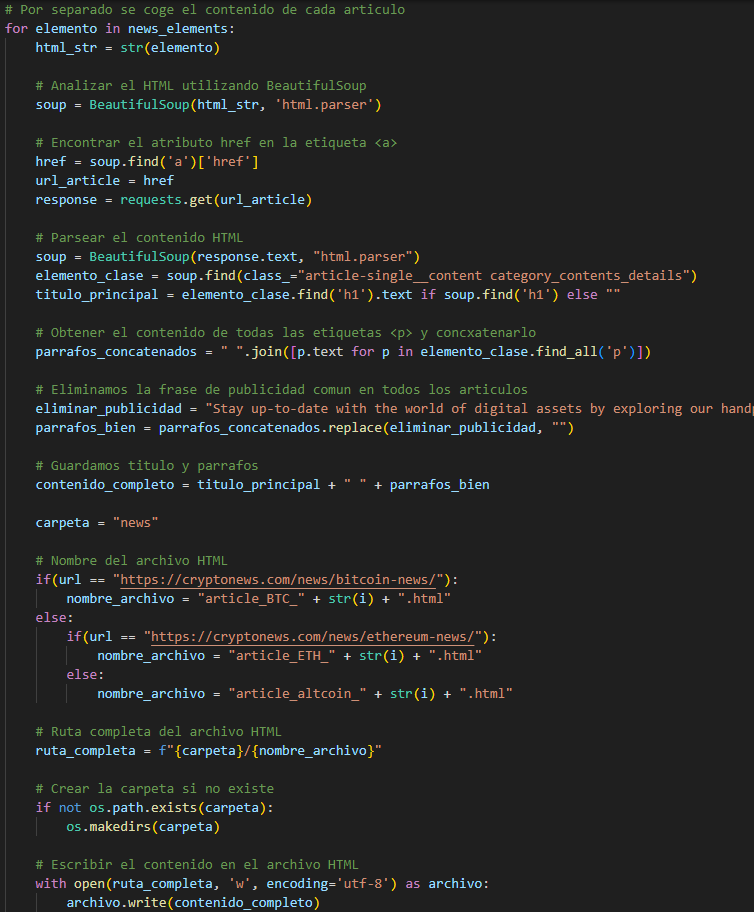 # Por separado se coge el contenido de cada articulo
for elemento in news_elements:
    html_str = str(elemento)

    # Analizar el HTML utilizando BeautifulSoup
    soup = BeautifulSoup(html_str, 'html.parser')

    # Encontrar el atributo href en la etiqueta <a>
    href = soup.find('a')['href']
    url_article = href
    response = requests.get(url_article)

    # Parsear el contenido HTML
    soup = BeautifulSoup(response.text, "html.parser")
    elemento_clase = soup.find(class_="article-single__content category_contents_details")
    titulo_principal = elemento_clase.find('h1').text if soup.find('h1') else ""

    # Obtener el contenido de todas las etiquetas <p> y concxatenarlo
    parrafos_concatenados = " ".join([p.text for p in elemento_clase.find_all('p')])

    # Eliminamos la frase de publicidad comun en todos los articulos
    eliminar_publicidad = "Stay up-to-date with the world of digital assets by exploring our
    parrafos_bien = parrafos_concatenados.replace(eliminar_publicidad, "")

    # Guardamos titulo y parrafos
    contenido_completo = titulo_principal + " " + parrafos_bien

    carpeta = "news"

    # Nombre del archivo HTML
    if(url == "https://cryptonews.com/news/bitcoin-news/"):
        nombre_archivo = "article_BTC_" + str(i) + ".html"
    else:
        if(url == "https://cryptonews.com/news/ethereum-news/"):
            nombre_archivo = "article_ETH_" + str(i) + ".html"
        else:
            nombre_archivo = "article_altcoin_" + str(i) + ".html"

    # Ruta completa del archivo HTML
    ruta_completa = f"{carpeta}/{nombre_archivo}"

    # Crear la carpeta si no existe
    if not os.path.exists(carpeta):
        os.makedirs(carpeta)

    # Escribir el contenido en el archivo HTML
    with open(ruta_completa, 'w', encoding='utf-8') as archivo:
        archivo.write(contenido_completo)